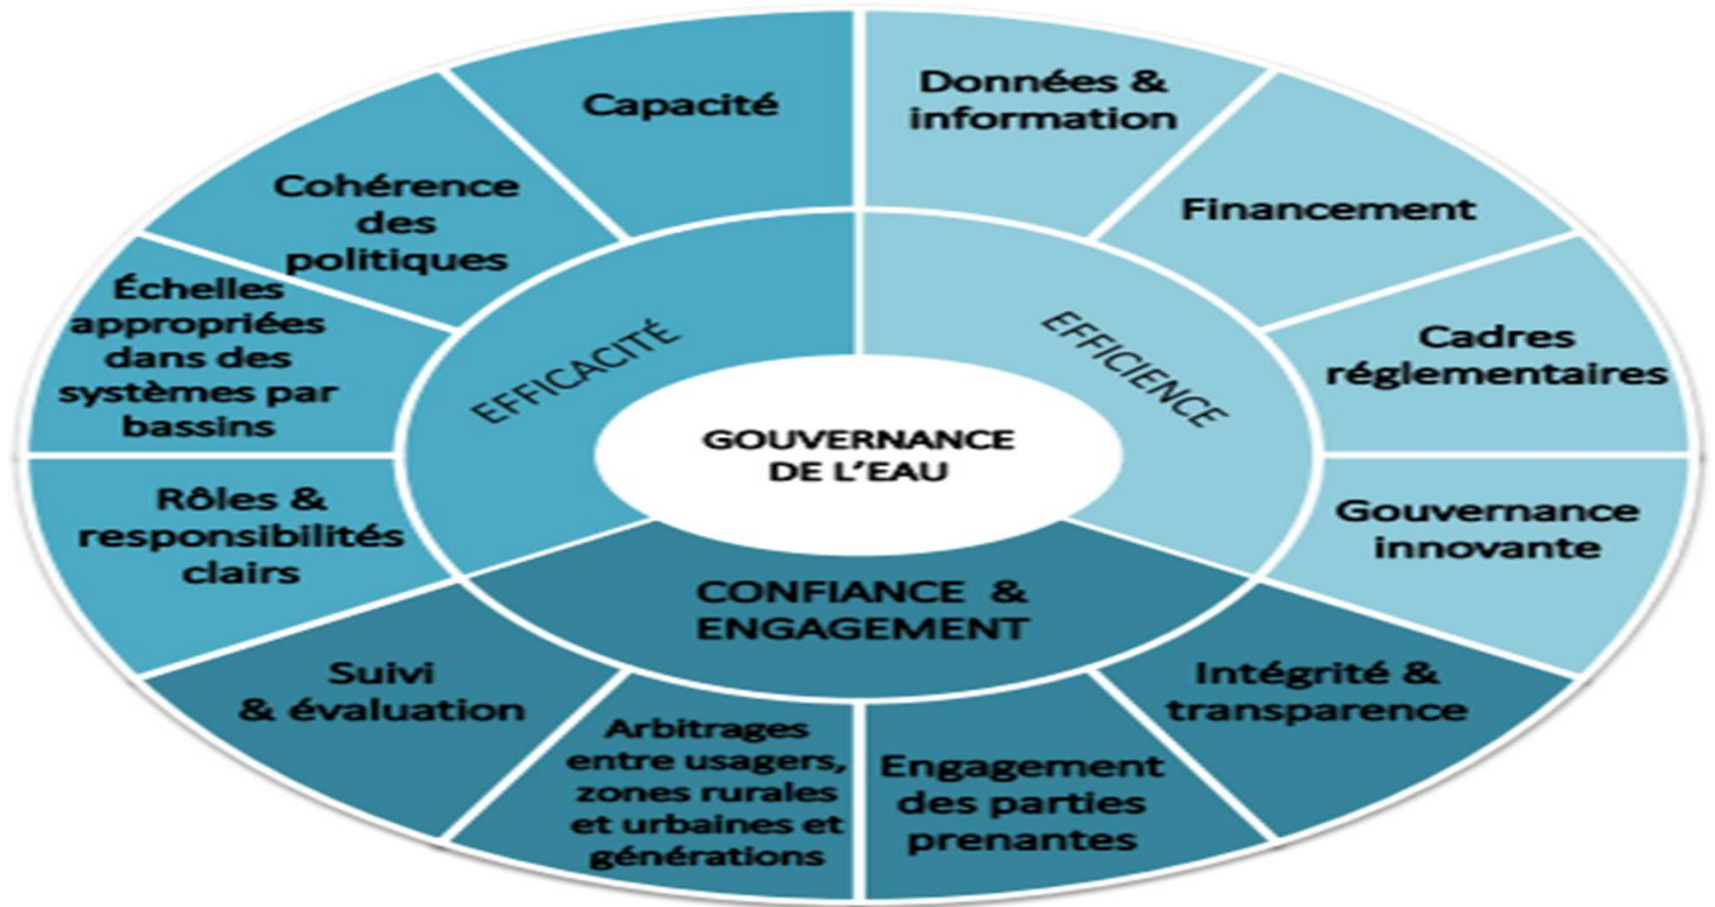 Capacité
Données &
information
Financement
Cadres
réglementaires
Gouvernance
innovante
Intégrité &
transparence
Engagement
des parties
prenantes
Arbitrages
entre usagers,
zones rurales
et urbaines et
générations
Suivi
& évaluation
Rôles &
responsibilités
clairs
Échelles
appropriées
dans des
systèmes par
bassins
Cohérence
des
politiques
EFFICACITÉ
EFFICIENCE
CONFIANCE &
ENGAGEMENT
GOUVERNANCE
DE L’EAU